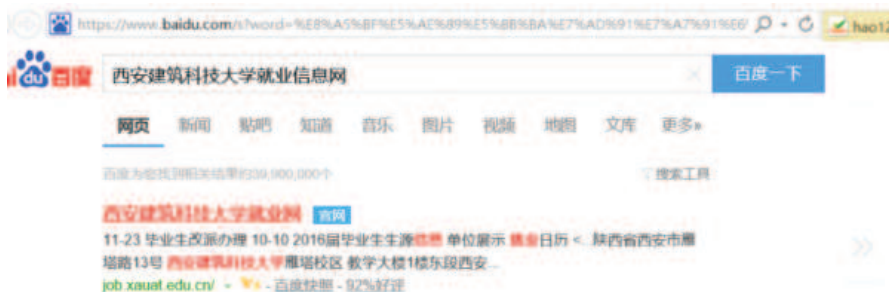 https://www.baidu.com/s?word=%E8%A5%BF%E5%AE%89%E5%BB%BA%E7%AD%91%E7%A7%91%E6 hao12
du 百度 西安建筑科技大学就业信息网 百度一下
网页 新闻 贴吧 知道 音乐 图片 视频 地图 文库 更多»
百度为您找到相关结果约39,900,000个 搜索工具
西安建筑科技大学就业网 官网
11-23 毕业生改派办理 10-10 2016届毕业生生源信息 单位展示 就业日历 <. 陕西省西安市雁
塔路13号 西安建筑科技大学雁塔校区 教学大楼1楼东段西安...
job.xauat.edu.cn/ - 百度快照 - 92%好评